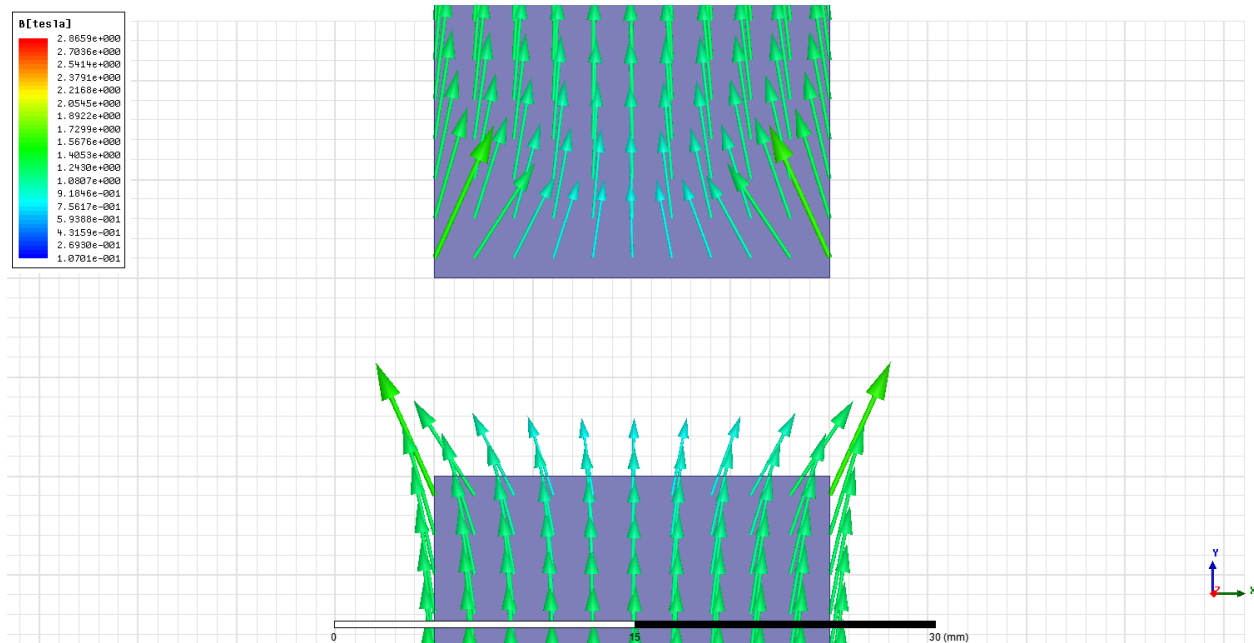 B[tesla]
2.8659e+000
2.7036e+000
2.5414e+000
2.3791e+000
2.2168e+000
2.0545e+000
1.8922e+000
1.7299e+000
1.5676e+000
1.4053e+000
1.2430e+000
1.0807e+000
9.1846e-001
7.5617e-001
5.9388e-001
4.3159e-001
2.6930e-001
1.0701e-001
Y
Z
X
0 15 30 (mm)